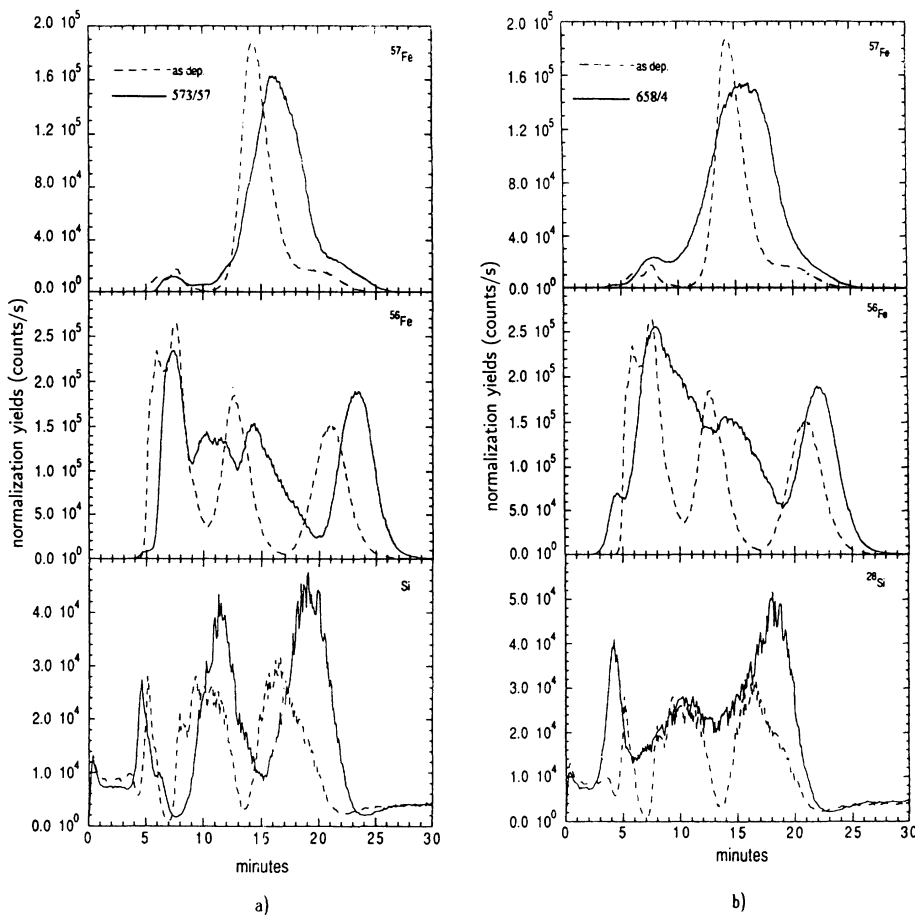 2.0 10⁵
1.6 10⁵
1.2 10⁵
8.0 10⁴
4.0 10⁴
0.0 10⁰
⁵⁷Fe
as dep.
573/57
2.5 10⁵
2.0 10⁵
1.5 10⁵
1.0 10⁵
5.0 10⁴
0.0 10⁰
⁵⁶Fe
normalization yields (counts/s)
4.0 10⁴
3.0 10⁴
2.0 10⁴
1.0 10⁴
0.0 10⁰
Si
0 5 10 15 20 25 30
minutes
a)
2.0 10⁵
1.6 10⁵
1.2 10⁵
8.0 10⁴
4.0 10⁴
0.0 10⁰
⁵⁷Fe
as dep.
658/4
2.5 10⁵
2.0 10⁵
1.5 10⁵
1.0 10⁵
5.0 10⁴
0.0 10⁰
⁵⁶Fe
normalization yields (counts/s)
5.0 10⁴
4.0 10⁴
3.0 10⁴
2.0 10⁴
1.0 10⁴
0.0 10⁰
²⁸Si
0 5 10 15 20 25 30
minutes
b)